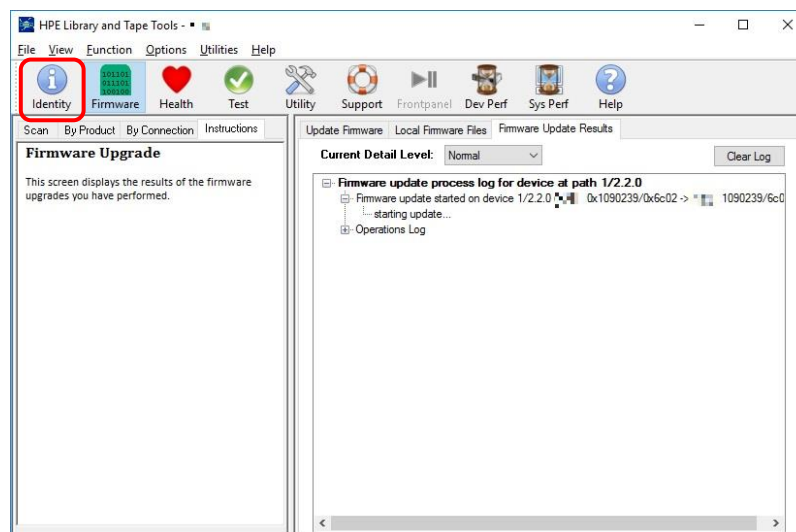 HPE Library and Tape Tools -
File View Function Options Utilities Help
Identity Firmware Health Test Utility Support Frontpanel Dev Perf Sys Perf Help
Scan By Product By Connection Instructions
Update Firmware Local Firmware Files Firmware Update Results
Firmware Upgrade
This screen displays the results of the firmware
upgrades you have performed.
Current Detail Level: Normal Clear Log
Firmware update process log for device at path 1/2.2.0
Firmware update started on device 1/2.2.0 0x1090239/0x6c02 -> 1090239/6c0
starting update...
Operations Log